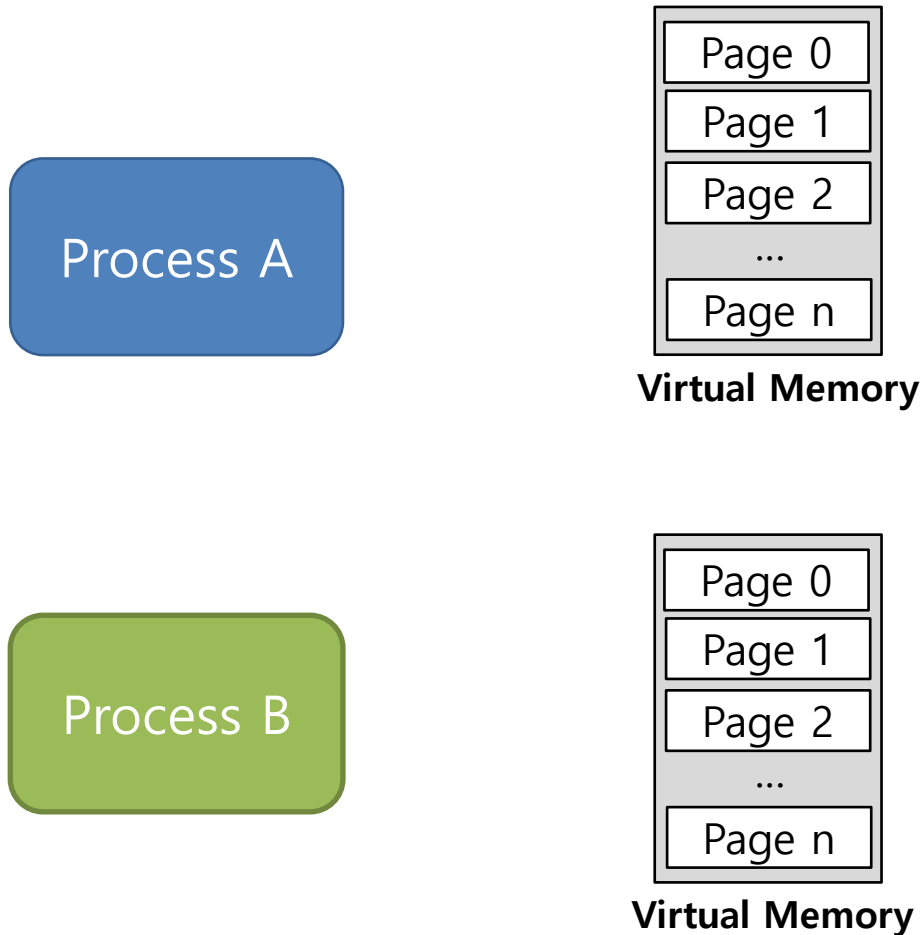 Page 0
Page 1
Process A
Page 2
...
Page n
Virtual Memory
Page 0
Page 1
Process B
Page 2
...
Page n
Virtual Memory